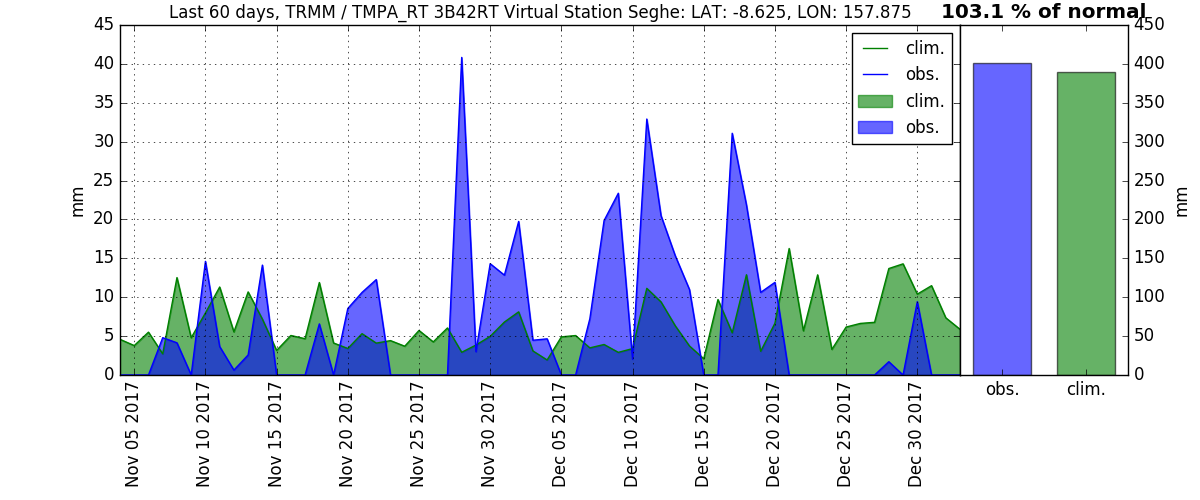 Last 60 days, TRMM / TMPA_RT 3B42RT Virtual Station Seghe: LAT: -8.625, LON: 157.875
103.1 % of normal
45
40
35
30
25
20
15
10
5
0
mm
clim.
obs.
clim.
obs.
450
400
350
300
250
200
150
100
50
0
mm
obs.
clim.
Nov 05 2017
Nov 10 2017
Nov 15 2017
Nov 20 2017
Nov 25 2017
Nov 30 2017
Dec 05 2017
Dec 10 2017
Dec 15 2017
Dec 20 2017
Dec 25 2017
Dec 30 2017